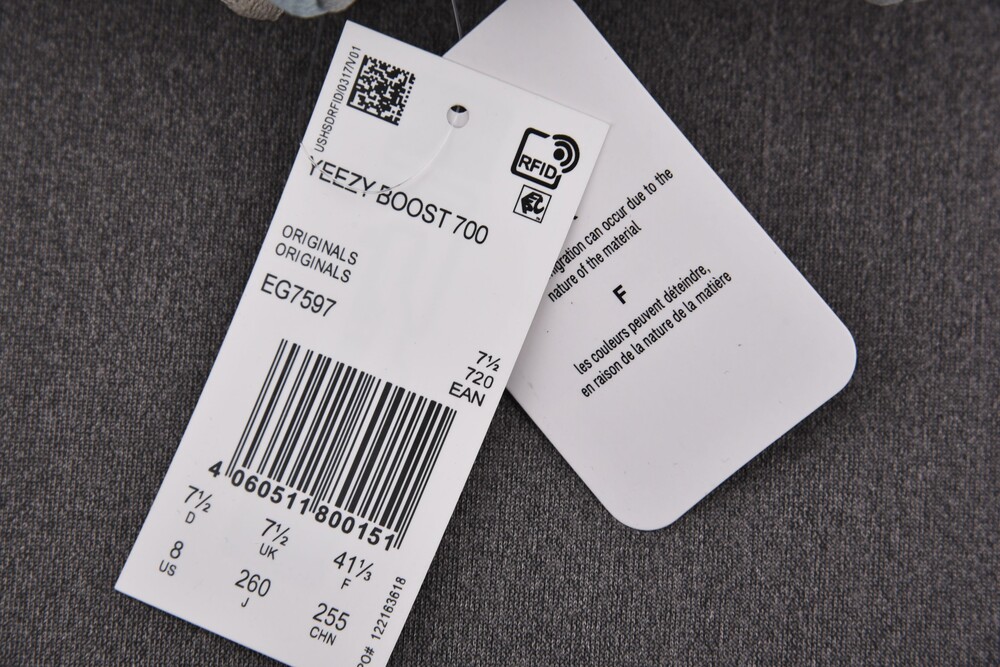 USHSDRFID/0317/V01
RFID
YEEZY BOOST 700
ORIGINALS
ORIGINALS
EG7597
7½
720
EAN
4 060511 800151
7½
D
7½
UK
41⅓
F
8
US
260
J
255
CHN
PO# 122163618
can occur due to the
nature of the material
F
les couleurs peuvent déteindre,
en raison de la nature de la matière